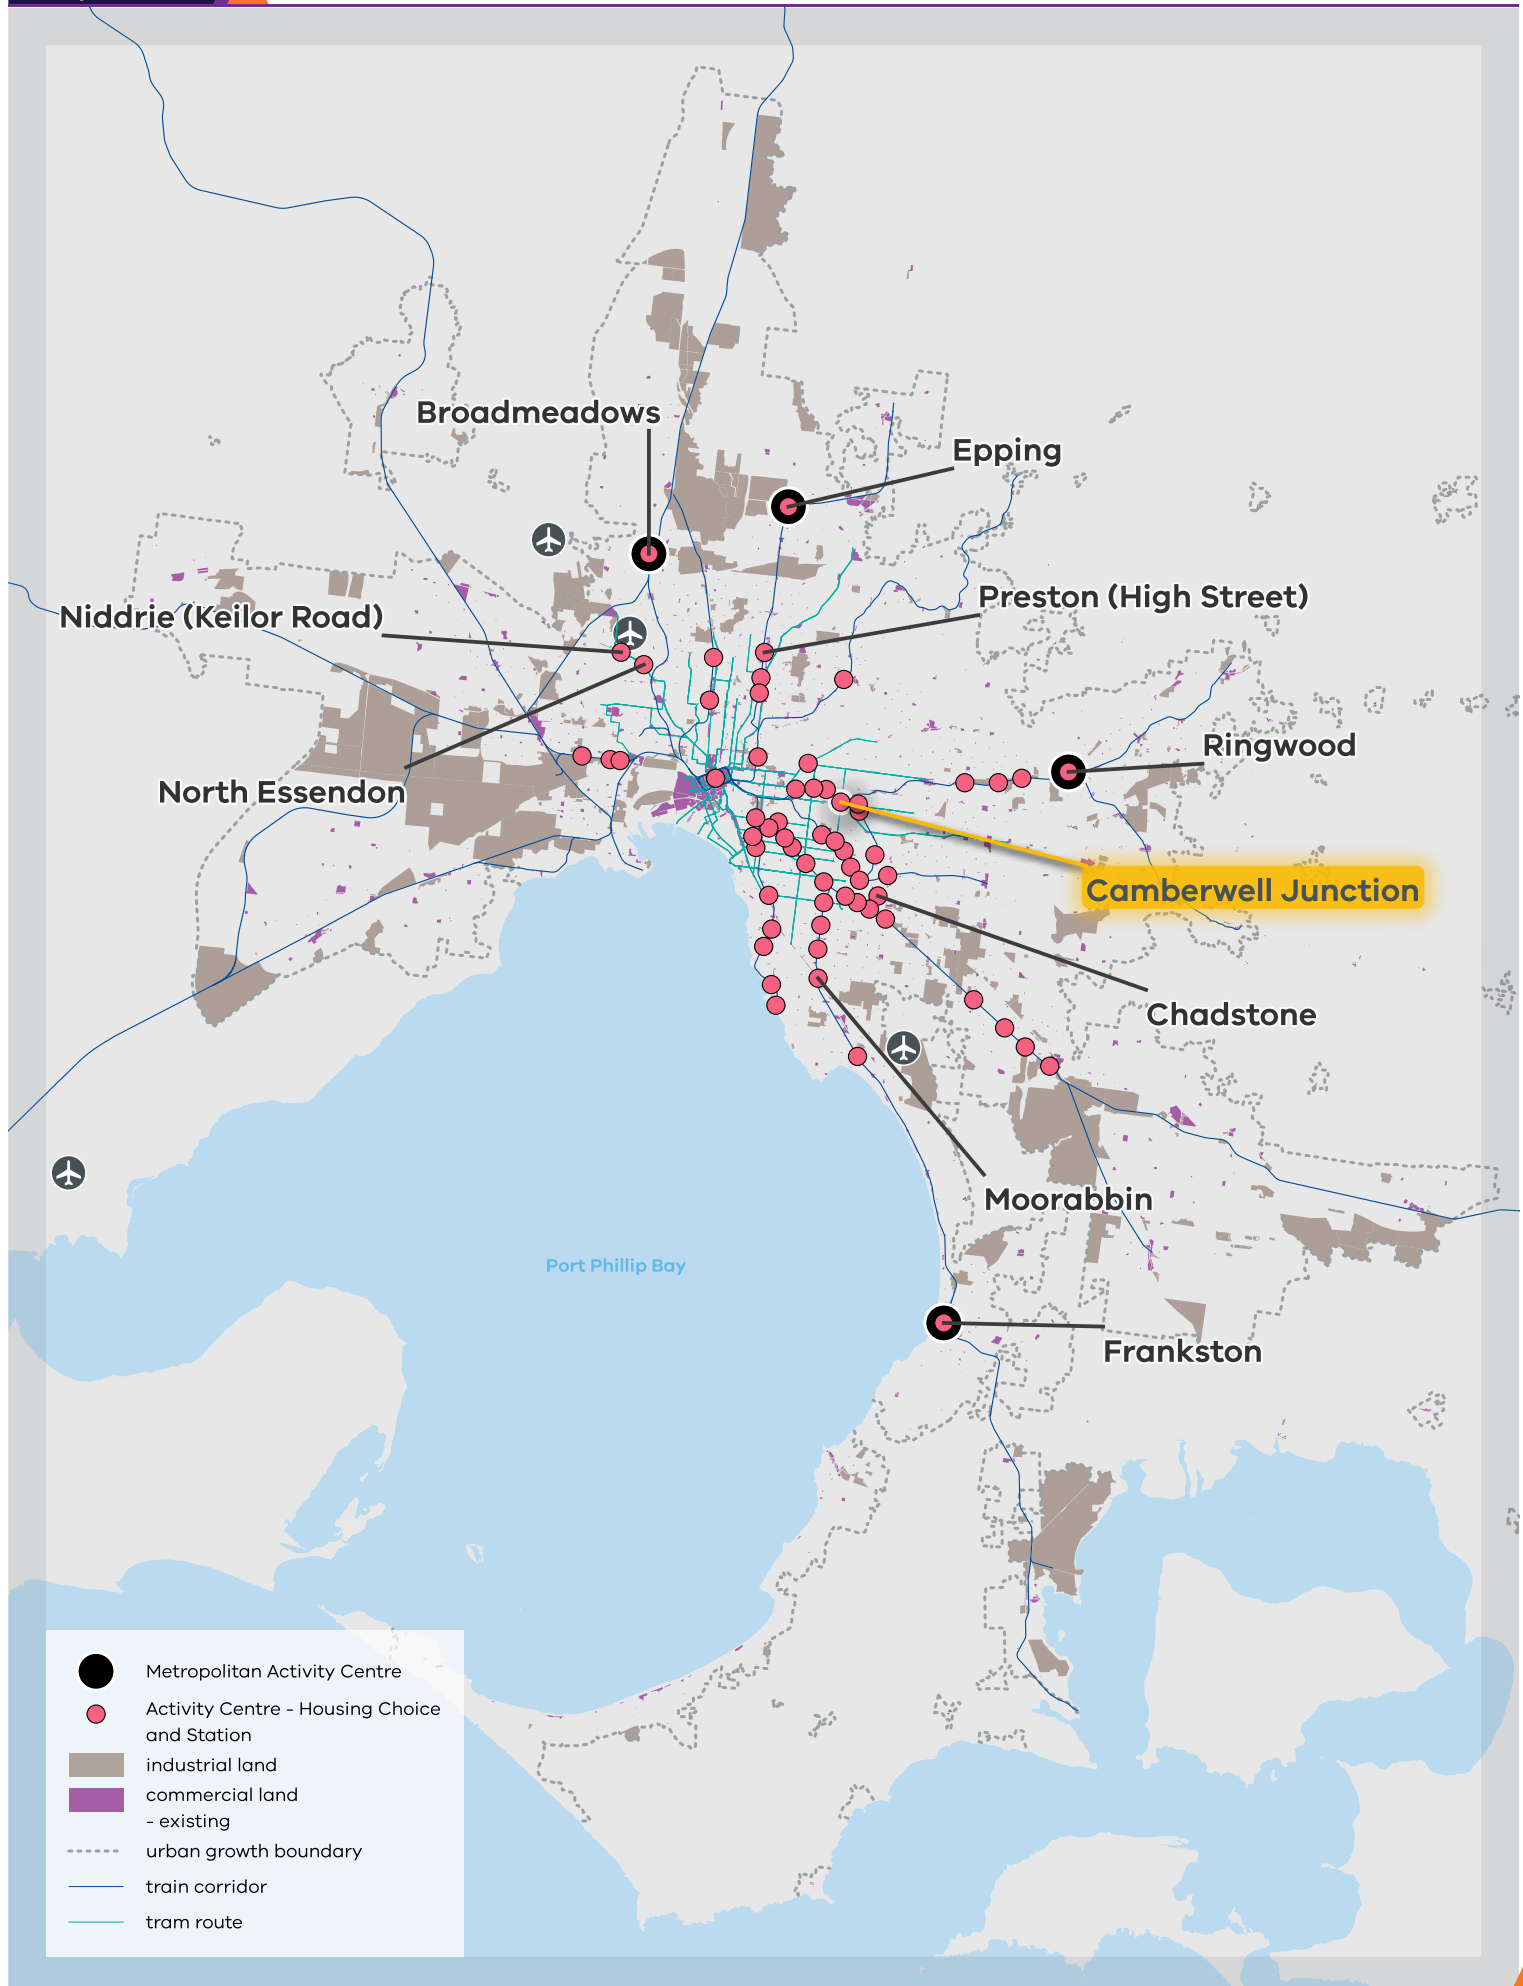 Broadmeadows
Epping
Preston (High Street)
Niddrie (Keilor Road)
Ringwood
North Essendon
Camberwell Junction
Chadstone
Moorabbin
Port Phillip Bay
Frankston
Metropolitan Activity Centre
Activity Centre - Housing Choice
and Station
industrial land
commercial land
- existing
urban growth boundary
train corridor
tram route